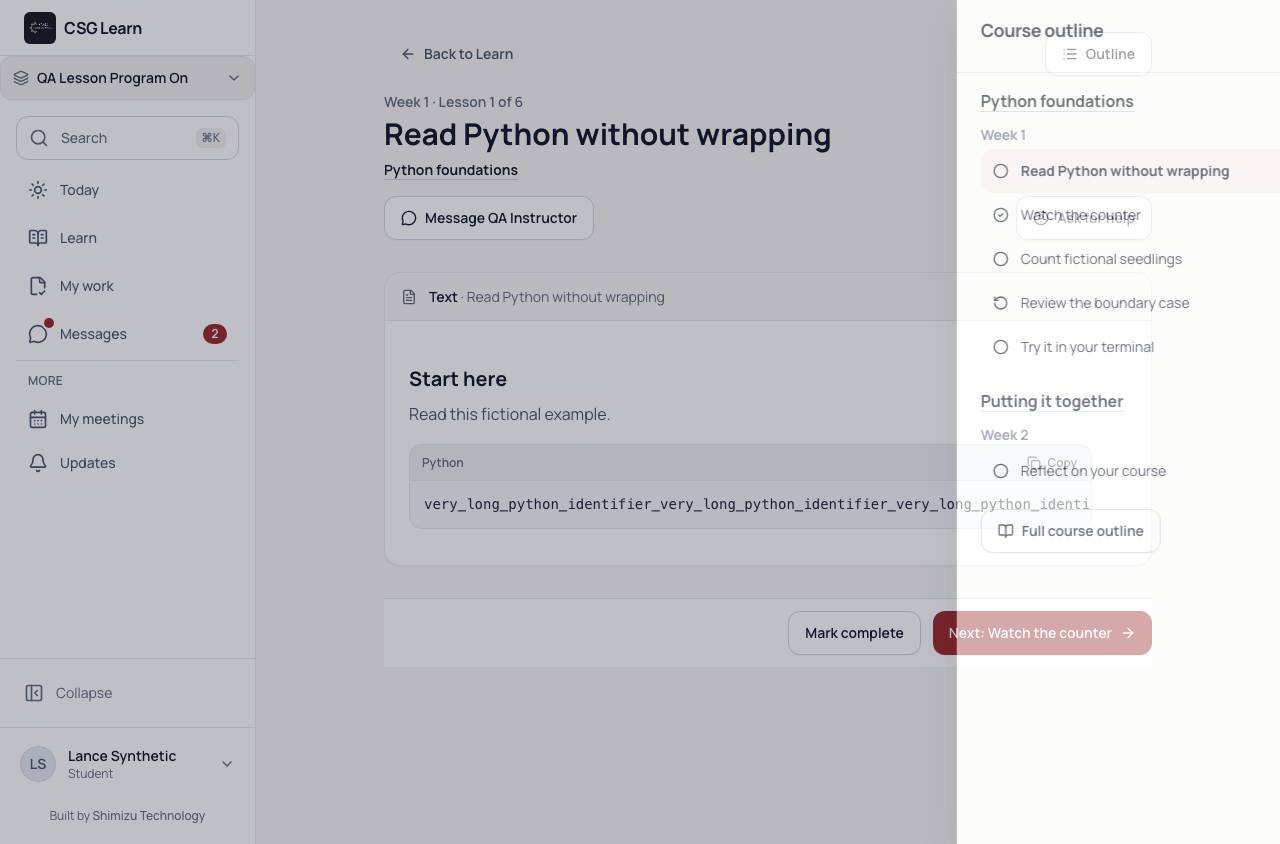 CSG Learn
QA Lesson Program On
Search ⌘K
Today
Learn
My work
Messages 2
MORE
My meetings
Updates
Collapse
LS
Lance Synthetic
Student
Built by Shimizu Technology
Back to Learn
Week 1 · Lesson 1 of 6
Read Python without wrapping
Python foundations
Message QA Instructor
Ask for help
Outline
Text · Read Python without wrapping
Start here
Read this fictional example.
Python
Copy
very_long_python_identifier_very_long_python_identifier_very_long_python_identi
Mark complete
Next: Watch the counter
Course outline
Python foundations
Week 1
Read Python without wrapping
Watch the counter
Count fictional seedlings
Review the boundary case
Try it in your terminal
Putting it together
Week 2
Reflect on your course
Full course outline